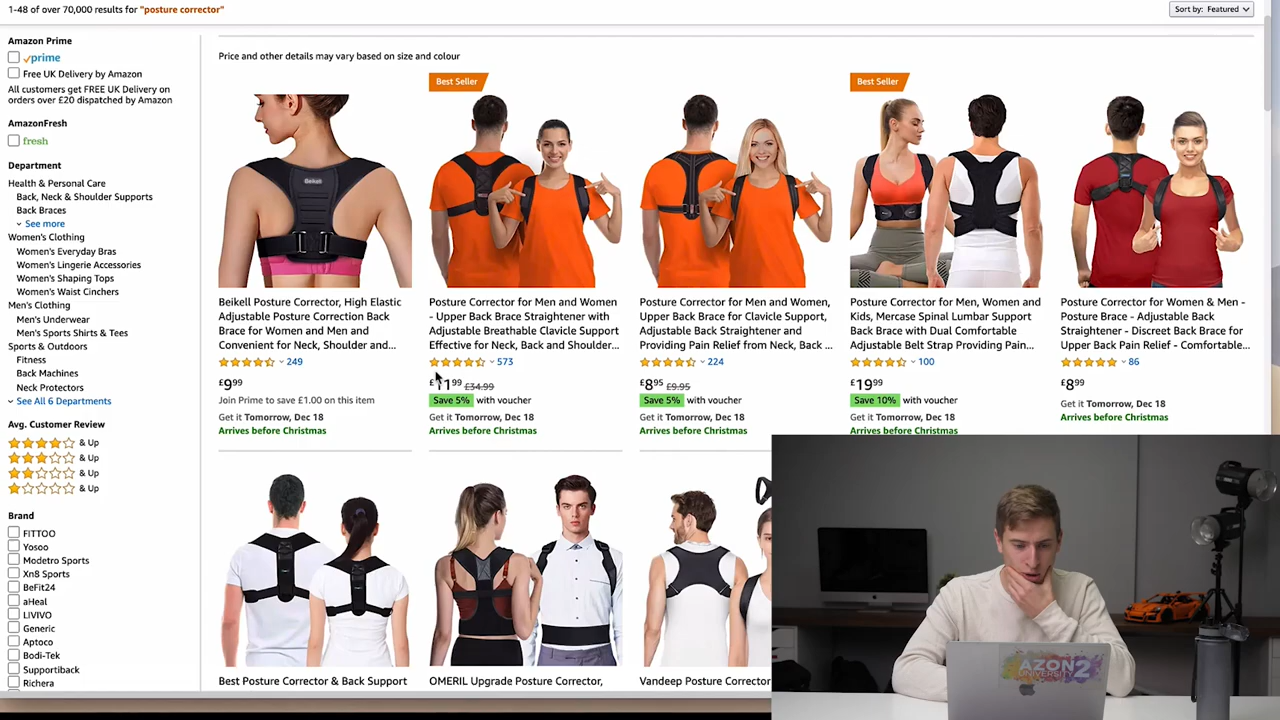 1-48 of over 70,000 results for "posture corrector"
Sort by: Featured
Amazon Prime
prime
Free UK Delivery by Amazon
All customers get FREE UK Delivery on
orders over £20 dispatched by Amazon
AmazonFresh
fresh
Department
Health & Personal Care
Back, Neck & Shoulder Supports
Back Braces
See more
Women's Clothing
Women's Everyday Bras
Women's Lingerie Accessories
Women's Shaping Tops
Women's Waist Cinchers
Men's Clothing
Men's Underwear
Men's Sports Shirts & Tees
Sports & Outdoors
Fitness
Back Machines
Neck Protectors
See All 6 Departments
Avg. Customer Review
& Up
& Up
& Up
& Up
Brand
FITTOO
Yosoo
Modetro Sports
Xn8 Sports
BeFit24
aHeal
LIVIVO
Generic
Aptoco
Bodi-Tek
Supportiback
Richera
Price and other details may vary based on size and colour
Beikell
Beikell Posture Corrector, High Elastic
Adjustable Posture Correction Back
Brace for Women and Men and
Convenient for Neck, Shoulder and...
249
£9.99
Join Prime to save £1.00 on this item
Get it Tomorrow, Dec 18
Arrives before Christmas
Best Seller
Posture Corrector for Men and Women
- Upper Back Brace Straightener with
Adjustable Breathable Clavicle Support
Effective for Neck, Back and Shoulder...
573
£11.99 £34.99
Save 5% with voucher
Get it Tomorrow, Dec 18
Arrives before Christmas
Posture Corrector for Men and Women,
Upper Back Brace for Clavicle Support,
Adjustable Back Straightener and
Providing Pain Relief from Neck, Back ...
224
£8.95 £9.95
Save 5% with voucher
Get it Tomorrow, Dec 18
Arrives before Christmas
Best Seller
Posture Corrector for Men, Women and
Kids, Mercase Spinal Lumbar Support
Back Brace with Dual Comfortable
Adjustable Belt Strap Providing Pain...
100
£19.99
Save 10% with voucher
Get it Tomorrow, Dec 18
Arrives before Christmas
Posture Corrector for Women & Men -
Posture Brace - Adjustable Back
Straightener - Discreet Back Brace for
Upper Back Pain Relief - Comfortable...
86
£8.99
Get it Tomorrow, Dec 18
Arrives before Christmas
Best Posture Corrector & Back Support
OMERIL Upgrade Posture Corrector,
Vandeep Posture Corrector
AZON
UNIVERSITY 2